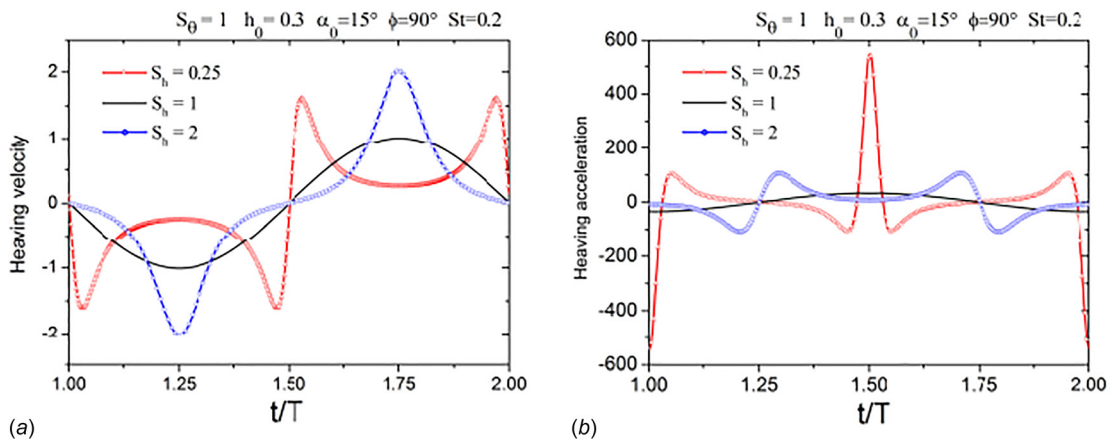 S_θ = 1 h_0 = 0.3 α_0=15° ϕ=90° St=0.2
S_h = 0.25
S_h = 1
S_h = 2
Heaving velocity
2
1
0
-1
-2
1.00 1.25 1.50 1.75 2.00
t/T
(a)
S_θ = 1 h_0 = 0.3 α_0=15° ϕ=90° St=0.2
S_h = 0.25
S_h = 1
S_h = 2
Heaving acceleration
600
400
200
0
-200
-400
-600
1.00 1.25 1.50 1.75 2.00
t/T
(b)